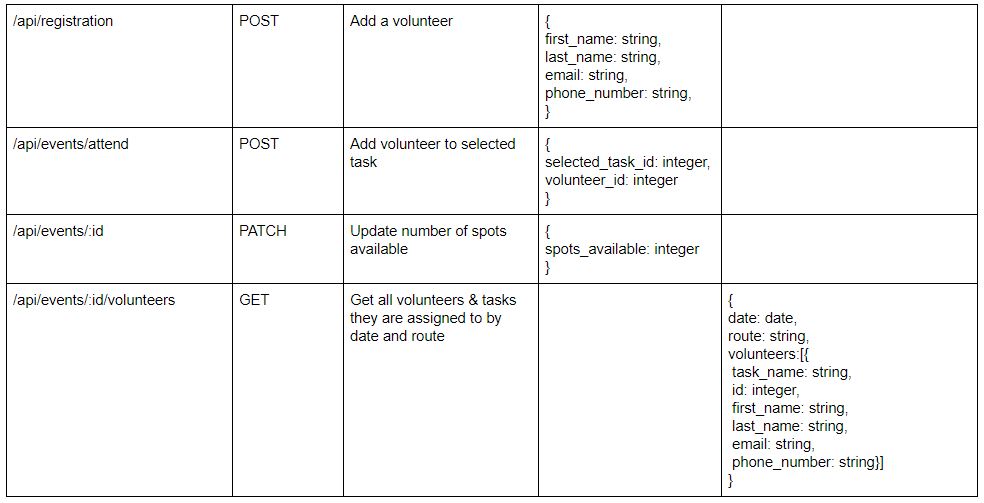 /api/registration
POST
Add a volunteer
{
first_name: string,
last_name: string,
email: string,
phone_number: string,
}
/api/events/attend
POST
Add volunteer to selected
task
{
selected_task_id: integer,
volunteer_id: integer
}
/api/events/:id
PATCH
Update number of spots
available
{
spots_available: integer
}
/api/events/:id/volunteers
GET
Get all volunteers & tasks
they are assigned to by
date and route
{
date: date,
route: string,
volunteers:[{
task_name: string,
id: integer,
first_name: string,
last_name: string,
email: string,
phone_number: string}]
}